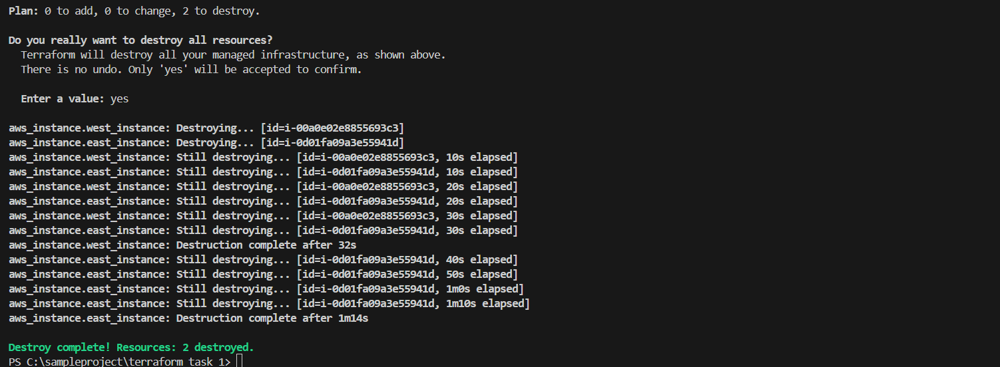 Plan: 0 to add, 0 to change, 2 to destroy.
Do you really want to destroy all resources?
Terraform will destroy all your managed infrastructure, as shown above.
There is no undo. Only 'yes' will be accepted to confirm.
Enter a value: yes
aws_instance.west_instance: Destroying... [id=i-00a0e02e8855693c3]
aws_instance.east_instance: Destroying... [id=i-0d01fa09a3e55941d]
aws_instance.west_instance: Still destroying... [id=i-00a0e02e8855693c3, 10s elapsed]
aws_instance.east_instance: Still destroying... [id=i-0d01fa09a3e55941d, 10s elapsed]
aws_instance.west_instance: Still destroying... [id=i-00a0e02e8855693c3, 20s elapsed]
aws_instance.east_instance: Still destroying... [id=i-0d01fa09a3e55941d, 20s elapsed]
aws_instance.west_instance: Still destroying... [id=i-00a0e02e8855693c3, 30s elapsed]
aws_instance.east_instance: Still destroying... [id=i-0d01fa09a3e55941d, 30s elapsed]
aws_instance.west_instance: Destruction complete after 32s
aws_instance.east_instance: Still destroying... [id=i-0d01fa09a3e55941d, 40s elapsed]
aws_instance.east_instance: Still destroying... [id=i-0d01fa09a3e55941d, 50s elapsed]
aws_instance.east_instance: Still destroying... [id=i-0d01fa09a3e55941d, 1m0s elapsed]
aws_instance.east_instance: Still destroying... [id=i-0d01fa09a3e55941d, 1m10s elapsed]
aws_instance.east_instance: Destruction complete after 1m14s
Destroy complete! Resources: 2 destroyed.
PS C:\sampleproject\terraform task 1>